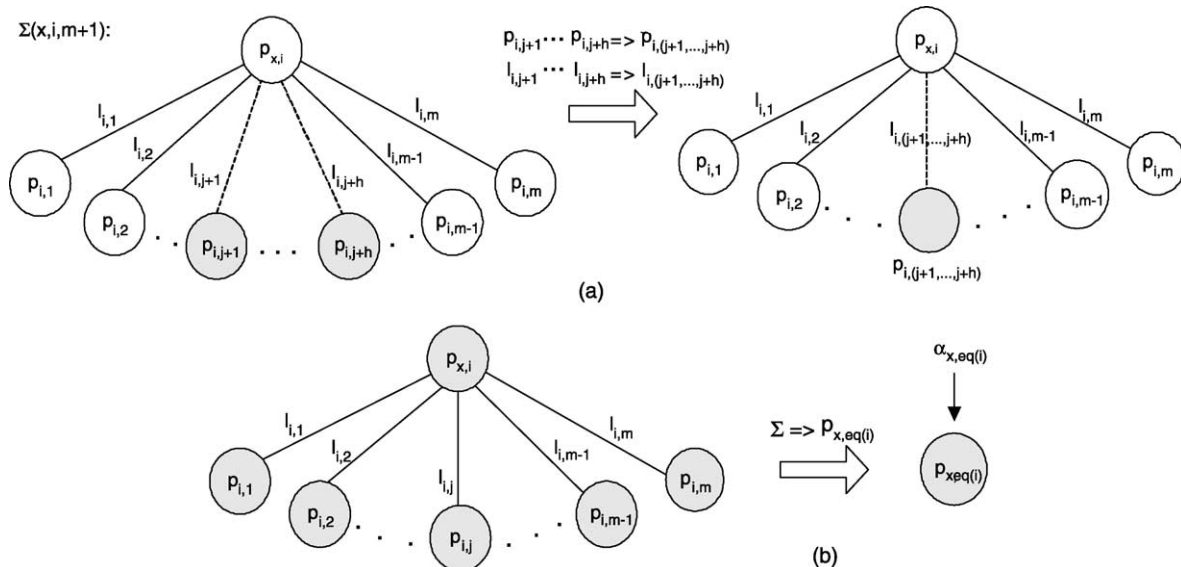 Σ(x,i,m+1):
p_{x,i}
l_{i,1}
l_{i,2}
l_{i,j+1}
l_{i,j+h}
l_{i,m-1}
l_{i,m}
p_{i,1}
p_{i,2}
. .
p_{i,j+1}
. . .
p_{i,j+h}
. .
p_{i,m-1}
p_{i,m}
p_{i,j+1} ··· p_{i,j+h} => p_{i,(j+1,...,j+h)}
l_{i,j+1} ··· l_{i,j+h} => l_{i,(j+1,...,j+h)}
p_{x,i}
l_{i,1}
l_{i,2}
l_{i,(j+1,...,j+h)}
l_{i,m-1}
l_{i,m}
p_{i,1}
p_{i,2}
. . .
. . .
p_{i,m-1}
p_{i,m}
p_{i,(j+1,...,j+h)}
(a)
p_{x,i}
l_{i,1}
l_{i,2}
l_{i,j}
l_{i,m-1}
l_{i,m}
p_{i,1}
p_{i,2}
. . .
p_{i,j}
. . .
p_{i,m-1}
p_{i,m}
Σ => p_{x,eq(i)}
α_{x,eq(i)}
p_{x,eq(i)}
(b)